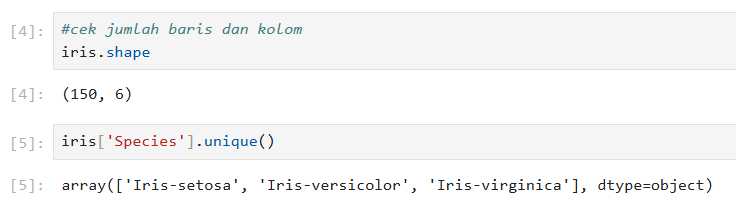 [4]: #cek jumlah baris dan kolom
iris.shape
[4]: (150, 6)
[5]: iris['Species'].unique()
[5]: array(['Iris-setosa', 'Iris-versicolor', 'Iris-virginica'], dtype=object)